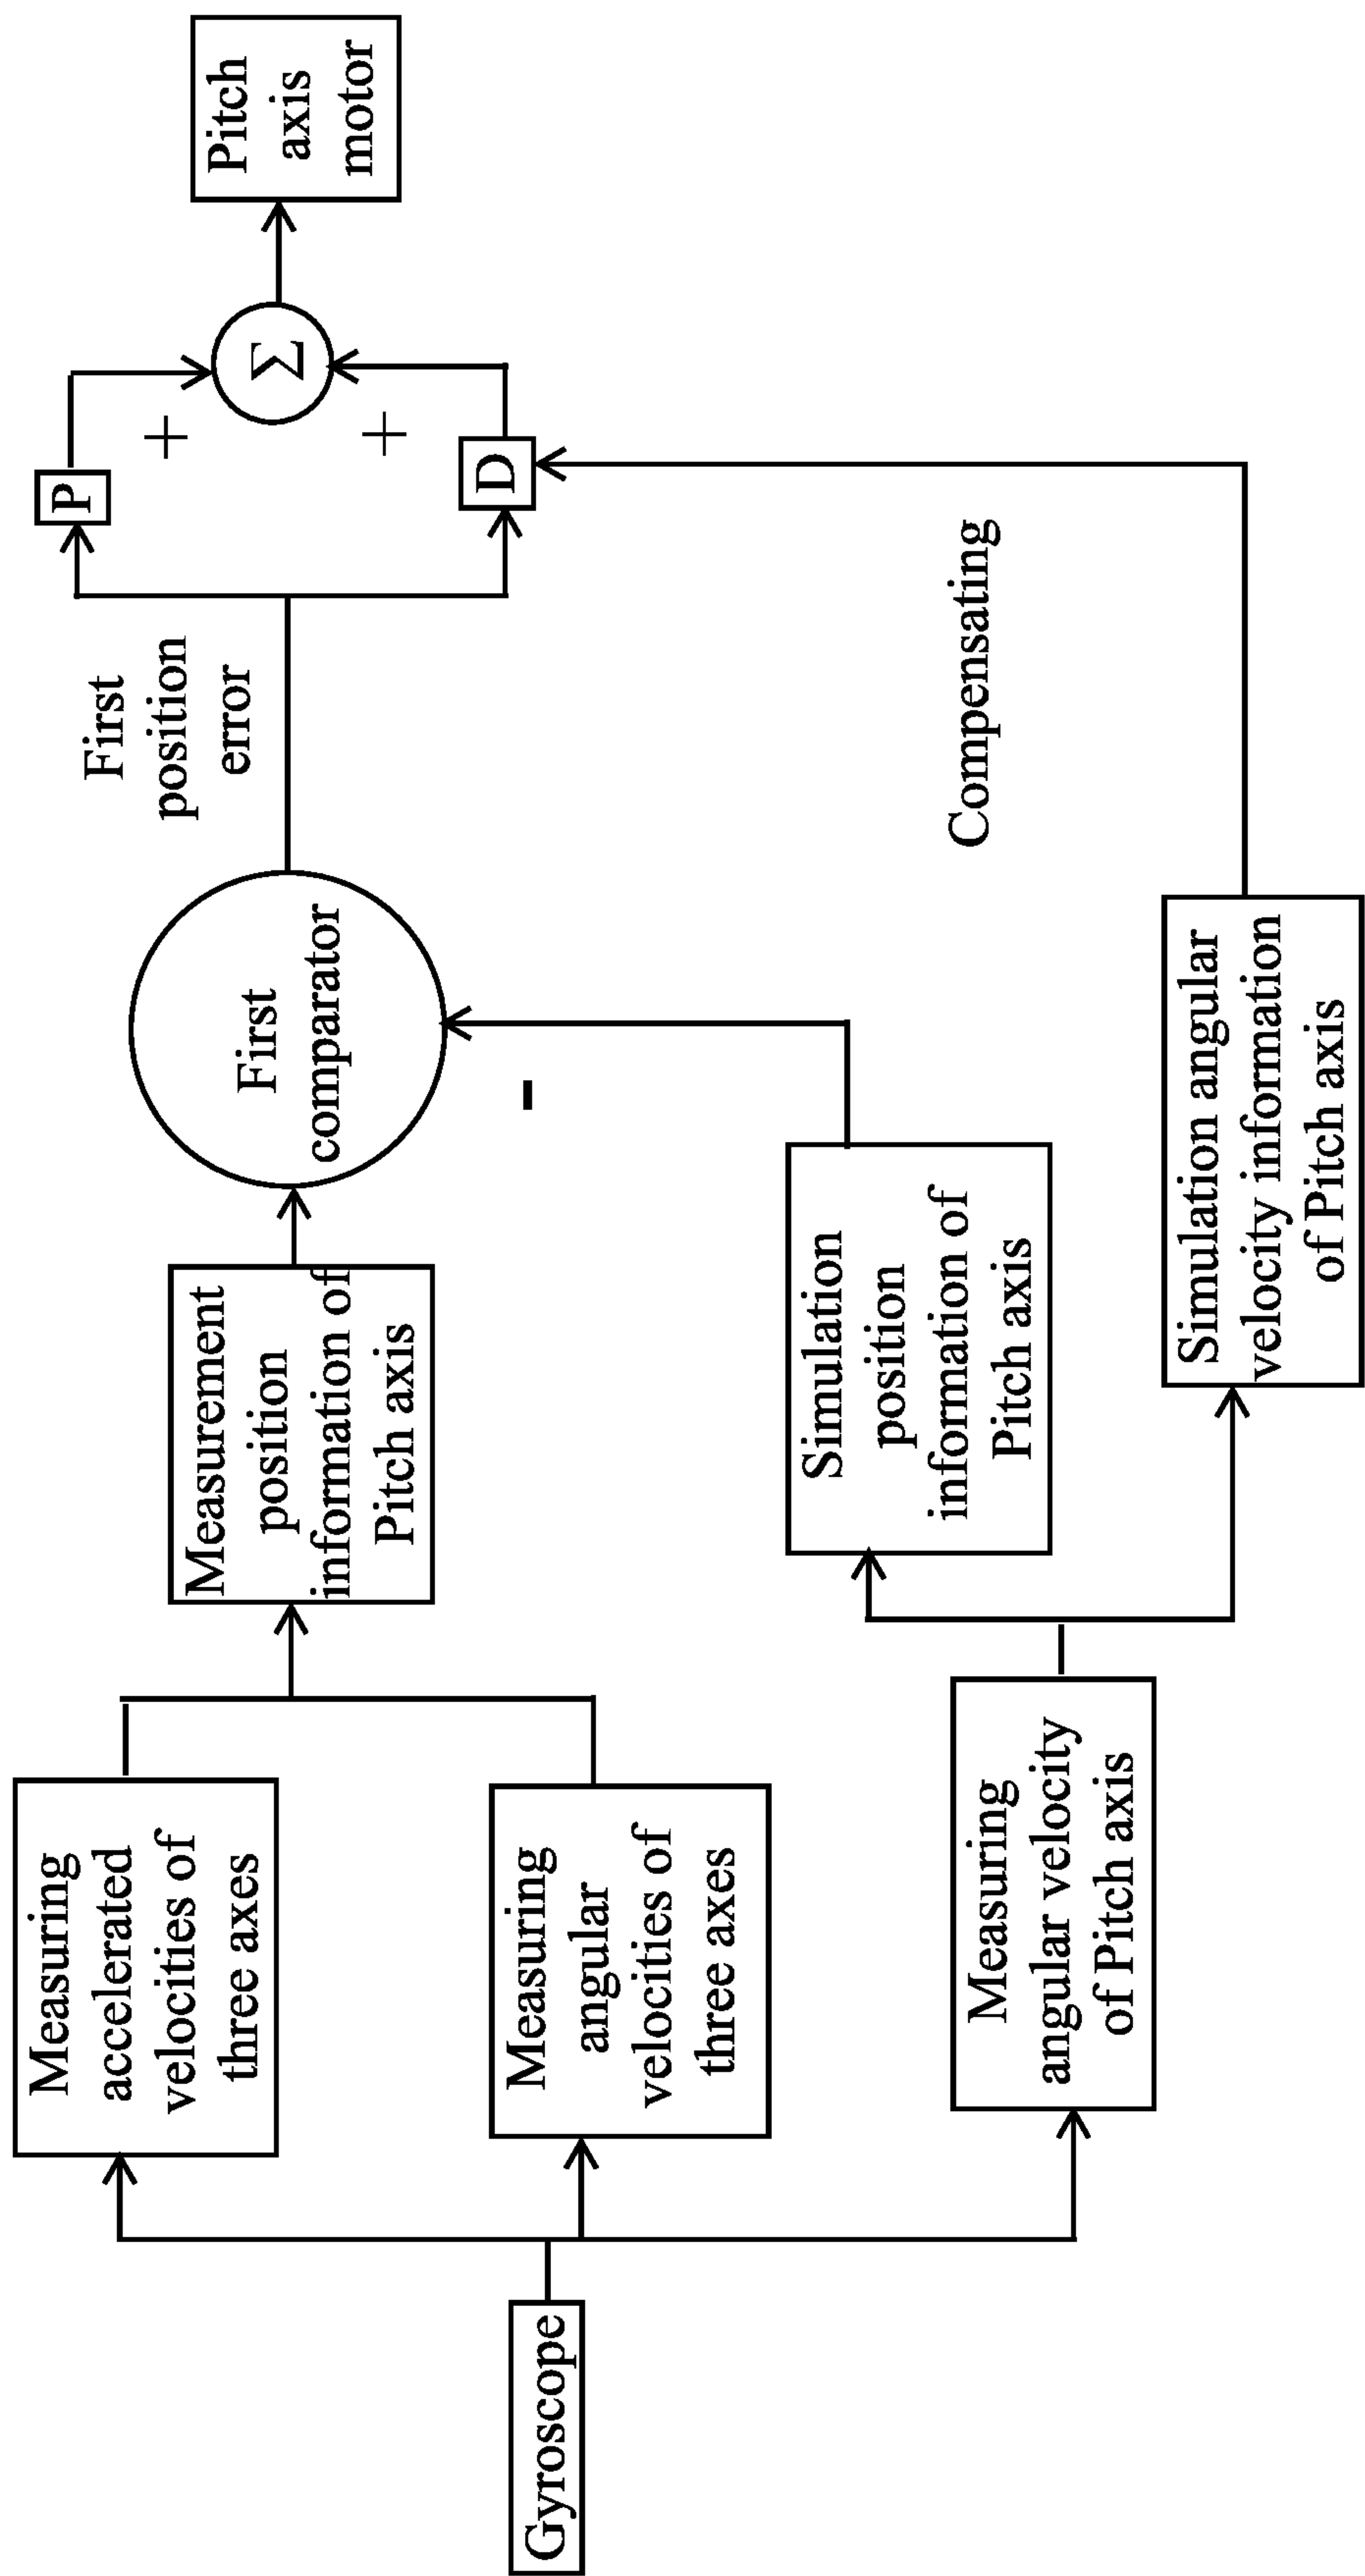 Gyroscope
Measuring
accelerated
velocities of
three axes
Measuring
angular
velocities of
three axes
Measuring
angular velocity
of Pitch axis
Measurement
position
information of
Pitch axis
Simulation
position
information of
Pitch axis
Simulation angular
velocity information
of Pitch axis
First
comparator
-
First
position
error
Compensating
P
D
+
+
Σ
Pitch
axis
motor